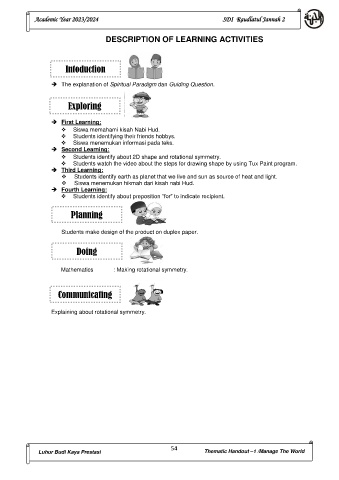 Academic Year 2023/2024 SDI Raudlatul Jannah 2
DESCRIPTION OF LEARNING ACTIVITIES
Intoduction
➔ The explanation of Spiritual Paradigm dan Guiding Question.
Exploring
➔ First Learning:
❖ Siswa memahami kisah Nabi Hud.
❖ Students identifying their friends hobbys.
❖ Siswa menemukan informasi pada teks.
➔ Second Learning:
❖ Students identify about 2D shape and rotational symmetry.
❖ Students watch the video about the steps for drawing shape by using Tux Paint program.
➔ Third Learning:
❖ Students identify earth as planet that we live and sun as source of heat and light.
❖ Siswa menemukan hikmah dari kisah nabi Hud.
➔ Fourth Learning:
❖ Students identify about preposition "for" to indicate recipient.
Planning
Students make design of the product on duplex paper.
Doing
Mathematics : Making rotational symmetry.
Communicating
Explaining about rotational symmetry.
Luhur Budi Kaya Prestasi 54 Thematic Handout –1 /Manage The World